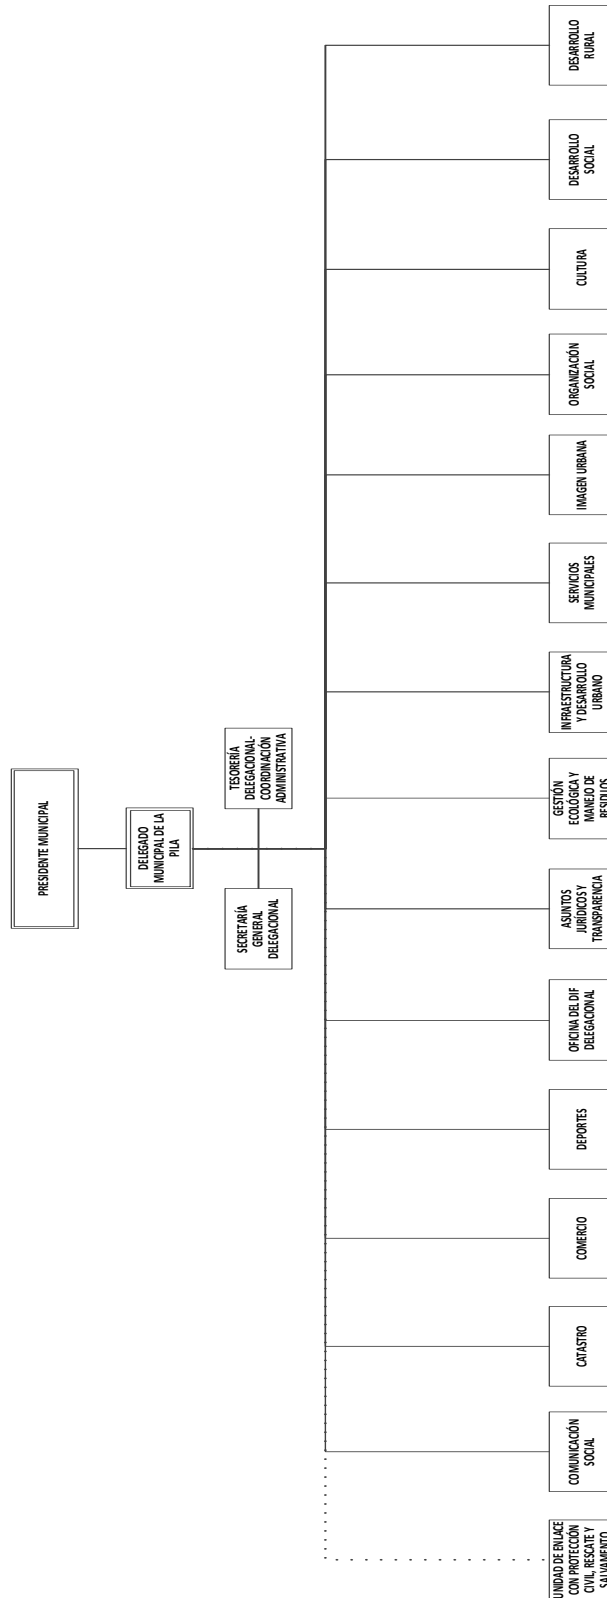 PRESIDENTE MUNICIPAL
DELEGADO
MUNICIPAL DE LA
PILA
SECRETARÍA
GENERAL
DELEGACIONAL
TESORERÍA
DELEGACIONAL-
COORDINACIÓN
ADMINISTRATIVA
UNIDAD DE ENLACE
CON PROTECCIÓN
CIVIL, RESCATE Y
SALVAMENTO
COMUNICACIÓN
SOCIAL
CATASTRO
COMERCIO
DEPORTES
OFICINA DEL DIF
DELEGACIONAL
ASUNTOS
JURÍDICOS Y
TRANSPARENCIA
GESTIÓN
ECOLÓGICA Y
MANEJO DE
RESIDUOS
INFRAESTRUCTURA
Y DESARROLLO
URBANO
SERVICIOS
MUNICIPALES
IMAGEN URBANA
ORGANIZACIÓN
SOCIAL
CULTURA
DESARROLLO
SOCIAL
DESARROLLO
RURAL